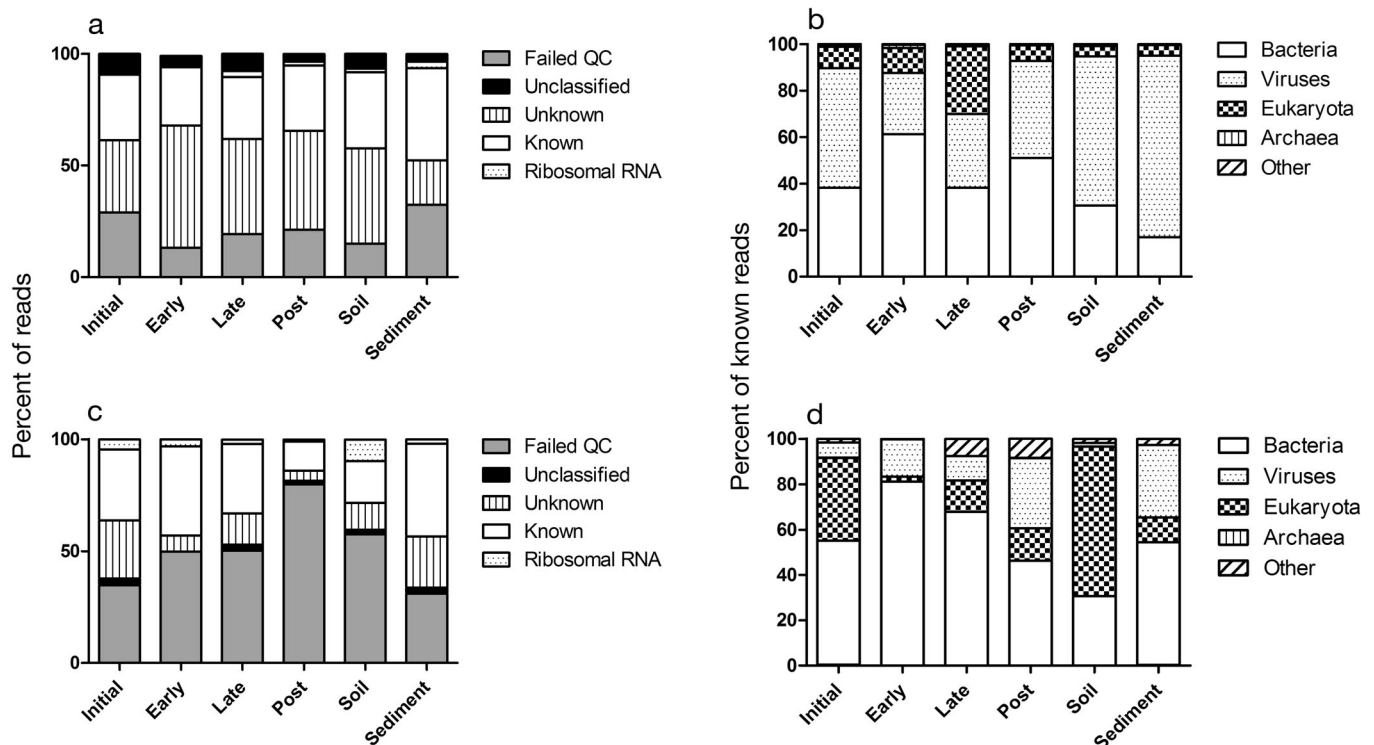 a
100
50
0
Initial
Early
Late
Post
Soil
Sediment
Failed QC
Unclassified
Unknown
Known
Ribosomal RNA
b
100
80
60
40
20
0
Initial
Early
Late
Post
Soil
Sediment
Bacteria
Viruses
Eukaryota
Archaea
Other
Percent of reads
Percent of known reads
c
100
50
0
Initial
Early
Late
Post
Soil
Sediment
Failed QC
Unclassified
Unknown
Known
Ribosomal RNA
d
100
80
60
40
20
0
Initial
Early
Late
Post
Soil
Sediment
Bacteria
Viruses
Eukaryota
Archaea
Other